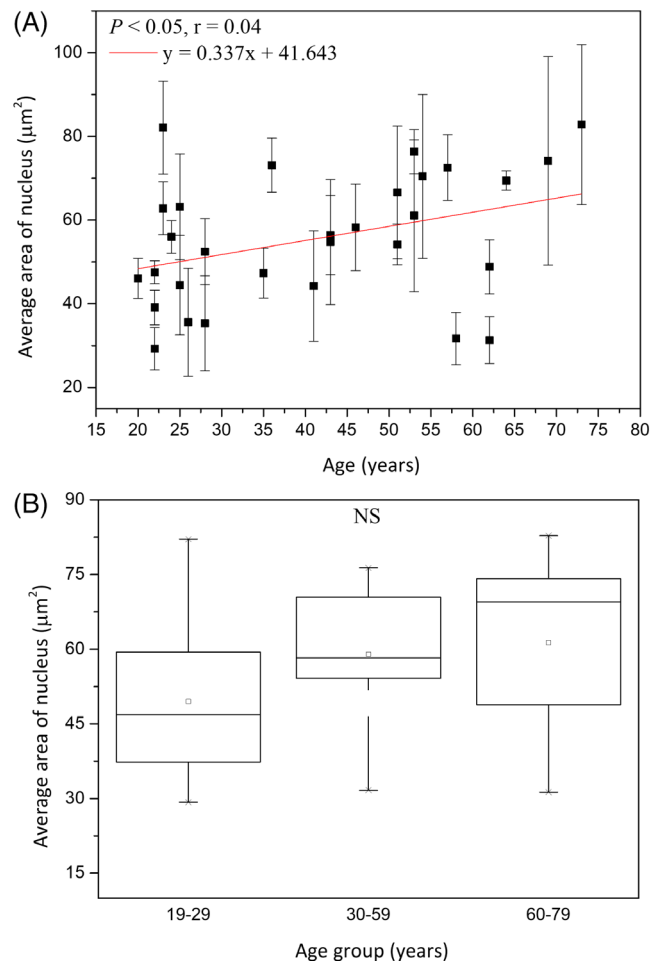 (A)
P < 0.05, r = 0.04
y = 0.337x + 41.643
Average area of nucleus (μm²)
100
80
60
40
20
15 20 25 30 35 40 45 50 55 60 65 70 75 80
Age (years)
(B)
NS
Average area of nucleus (μm²)
90
75
60
45
30
15
19-29 30-59 60-79
Age group (years)